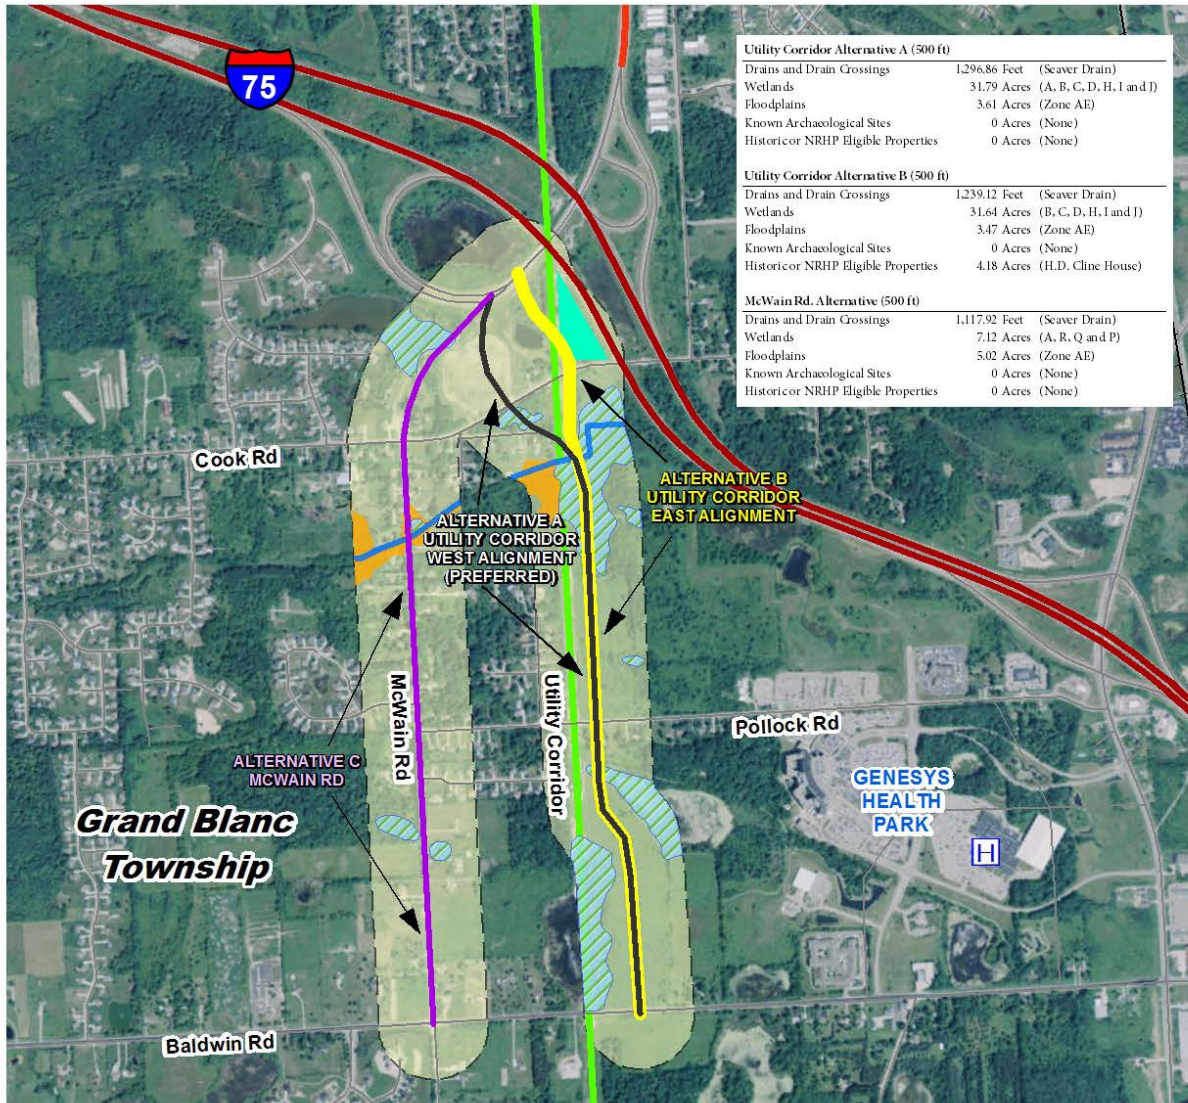 75
Utility Corridor Alternative A (500 ft)
Drains and Drain Crossings 1,296.86 Feet (Seaver Drain)
Wetlands 31.79 Acres (A, B, C, D, H, I and J)
Floodplains 3.61 Acres (Zone AE)
Known Archaeological Sites 0 Acres (None)
Historic or NRHP Eligible Properties 0 Acres (None)
Utility Corridor Alternative B (500 ft)
Drains and Drain Crossings 1,239.12 Feet (Seaver Drain)
Wetlands 31.64 Acres (B, C, D, H, I and J)
Floodplains 3.47 Acres (Zone AE)
Known Archaeological Sites 0 Acres (None)
Historic or NRHP Eligible Properties 4.18 Acres (H.D. Cline House)
McWain Rd. Alternative (500 ft)
Drains and Drain Crossings 1,117.92 Feet (Seaver Drain)
Wetlands 7.12 Acres (A, R, Q and P)
Floodplains 5.02 Acres (Zone AE)
Known Archaeological Sites 0 Acres (None)
Historic or NRHP Eligible Properties 0 Acres (None)
Cook Rd
ALTERNATIVE B
UTILITY CORRIDOR
EAST ALIGNMENT
ALTERNATIVE A
UTILITY CORRIDOR
WEST ALIGNMENT
(PREFERRED)
McWain Rd
Utility Corridor
Pollock Rd
ALTERNATIVE C
MCWAIN RD
GENESYS
HEALTH
PARK
H
Grand Blanc
Township
Baldwin Rd